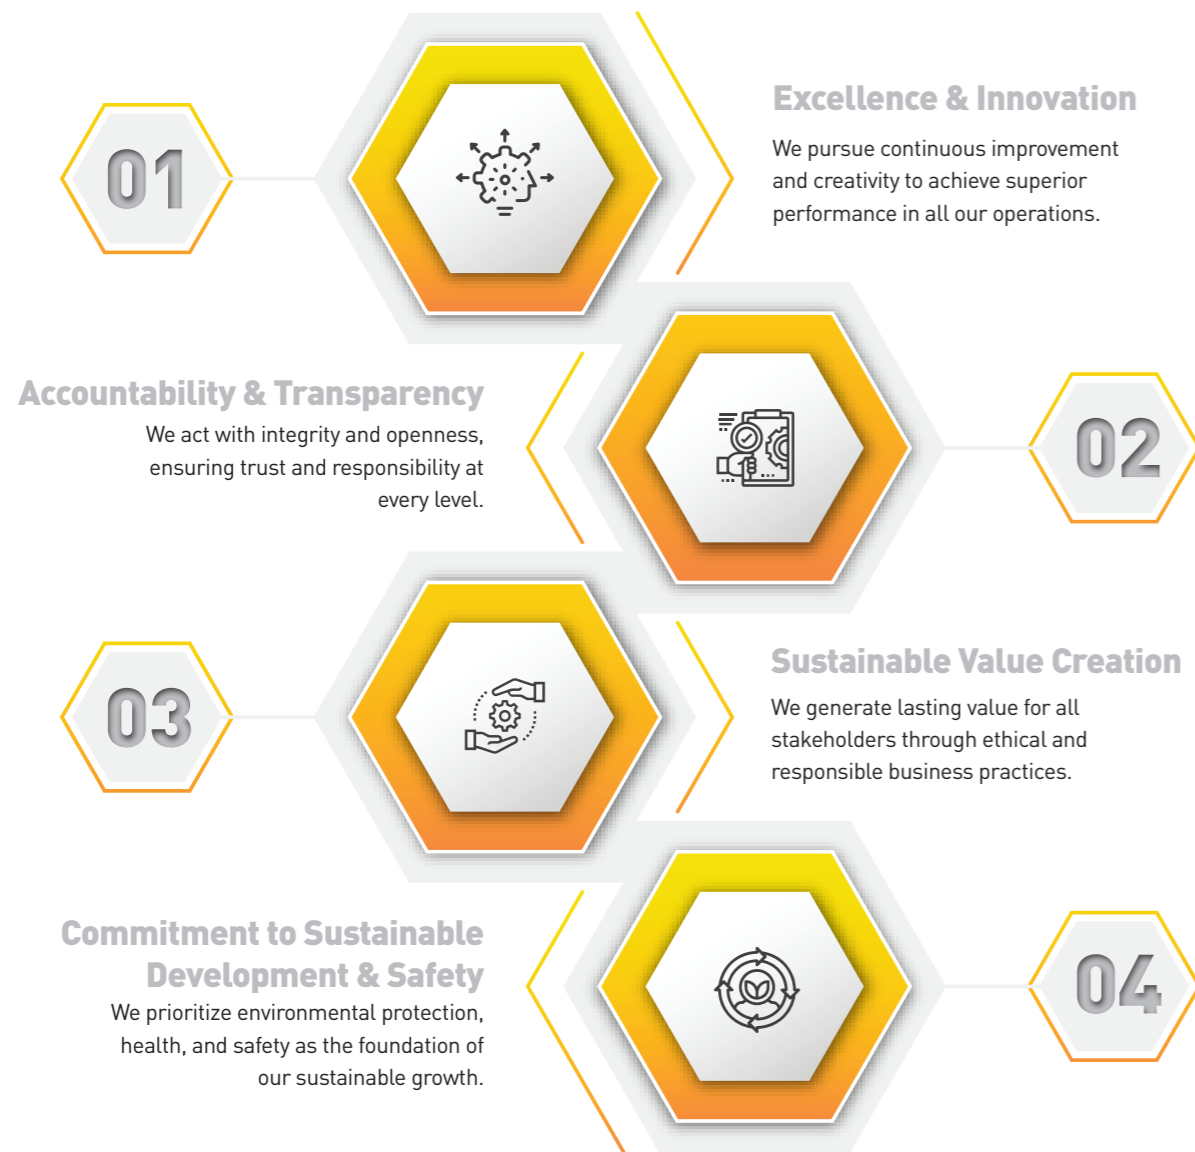 01
Excellence & Innovation
We pursue continuous improvement
and creativity to achieve superior
performance in all our operations.
Accountability & Transparency
We act with integrity and openness,
ensuring trust and responsibility at
every level.
02
03
Sustainable Value Creation
We generate lasting value for all
stakeholders through ethical and
responsible business practices.
Commitment to Sustainable
Development & Safety
We prioritize environmental protection,
health, and safety as the foundation of
our sustainable growth.
04